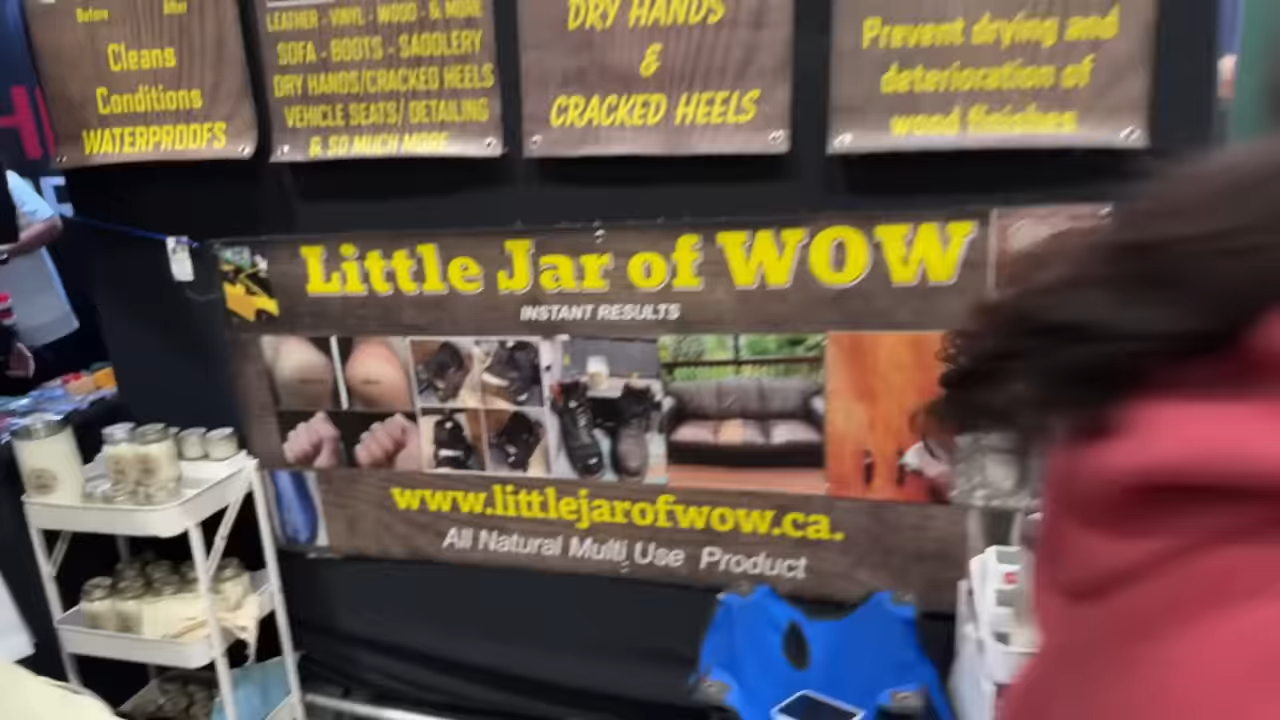 Before After
Cleans
Conditions
WATERPROOFS
LEATHER - VINYL - WOOD - & MORE
SOFA - BOOTS - SADDLERY
DRY HANDS/CRACKED HEELS
VEHICLE SEATS/ DETAILING
& SO MUCH MORE
DRY HANDS
&
CRACKED HEELS
Prevent drying and
deterioration of
wood finishes
Little Jar of WOW
INSTANT RESULTS
www.littlejarofwow.ca.
All Natural Multi Use Product